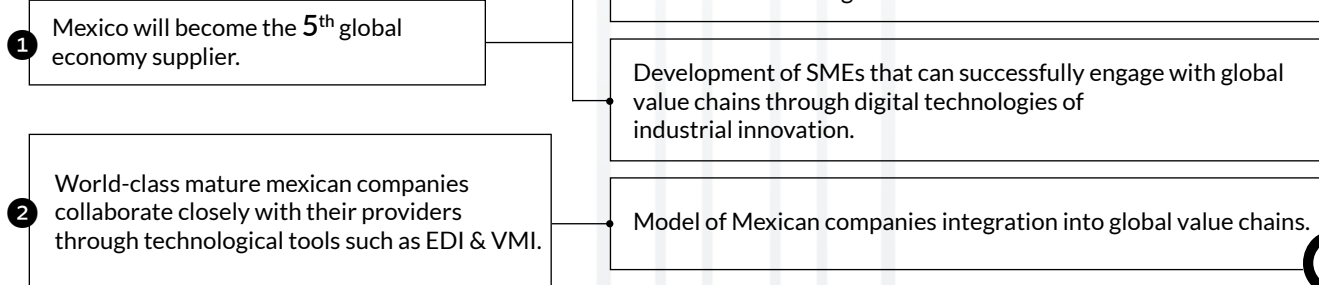 1
Mexico will become the 5th global
economy supplier.
Development of SMEs that can successfully engage with global
value chains through digital technologies of
industrial innovation.
2
World-class mature mexican companies
collaborate closely with their providers
through technological tools such as EDI & VMI.
Model of Mexican companies integration into global value chains.